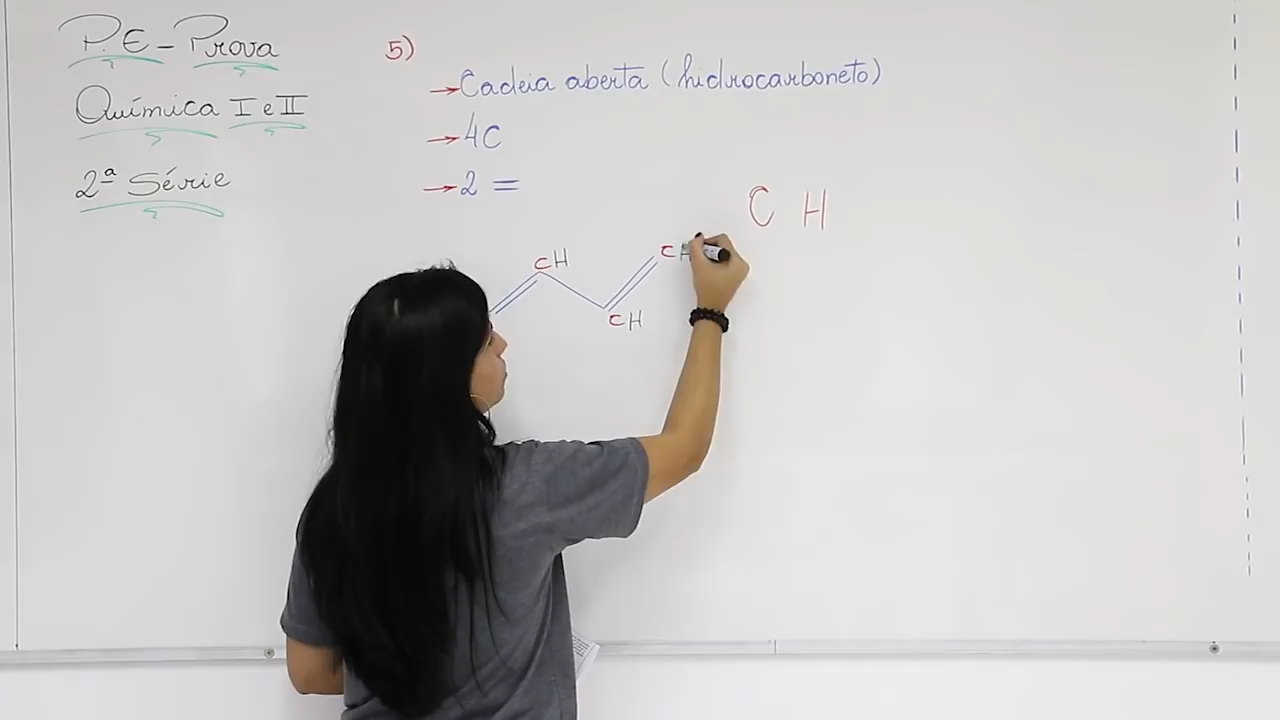 P.E - Prova
Química I e II
2ª Série
5)
→ Cadeia aberta (hidrocarboneto)
→ 4C
→ 2 =
C H
CH
CH
CH